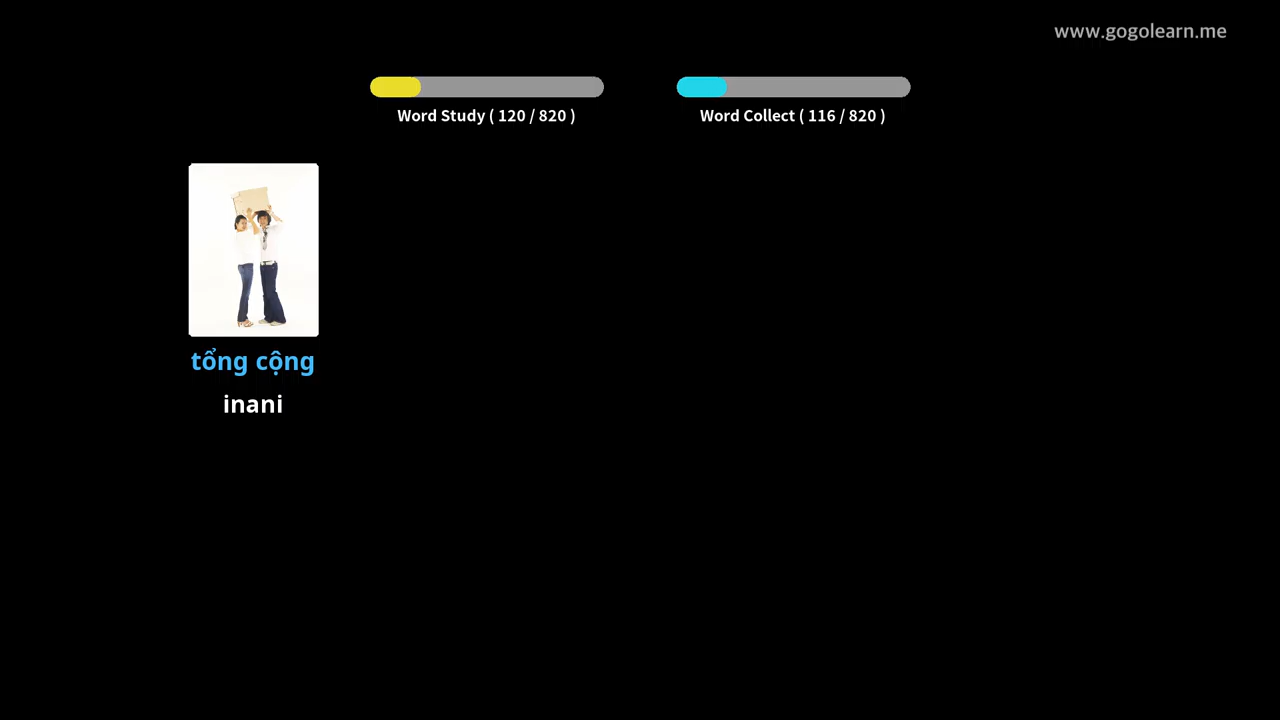 www.gogolearn.me
Word Study ( 120 / 820 )
Word Collect ( 116 / 820 )
tổng cộng
inani